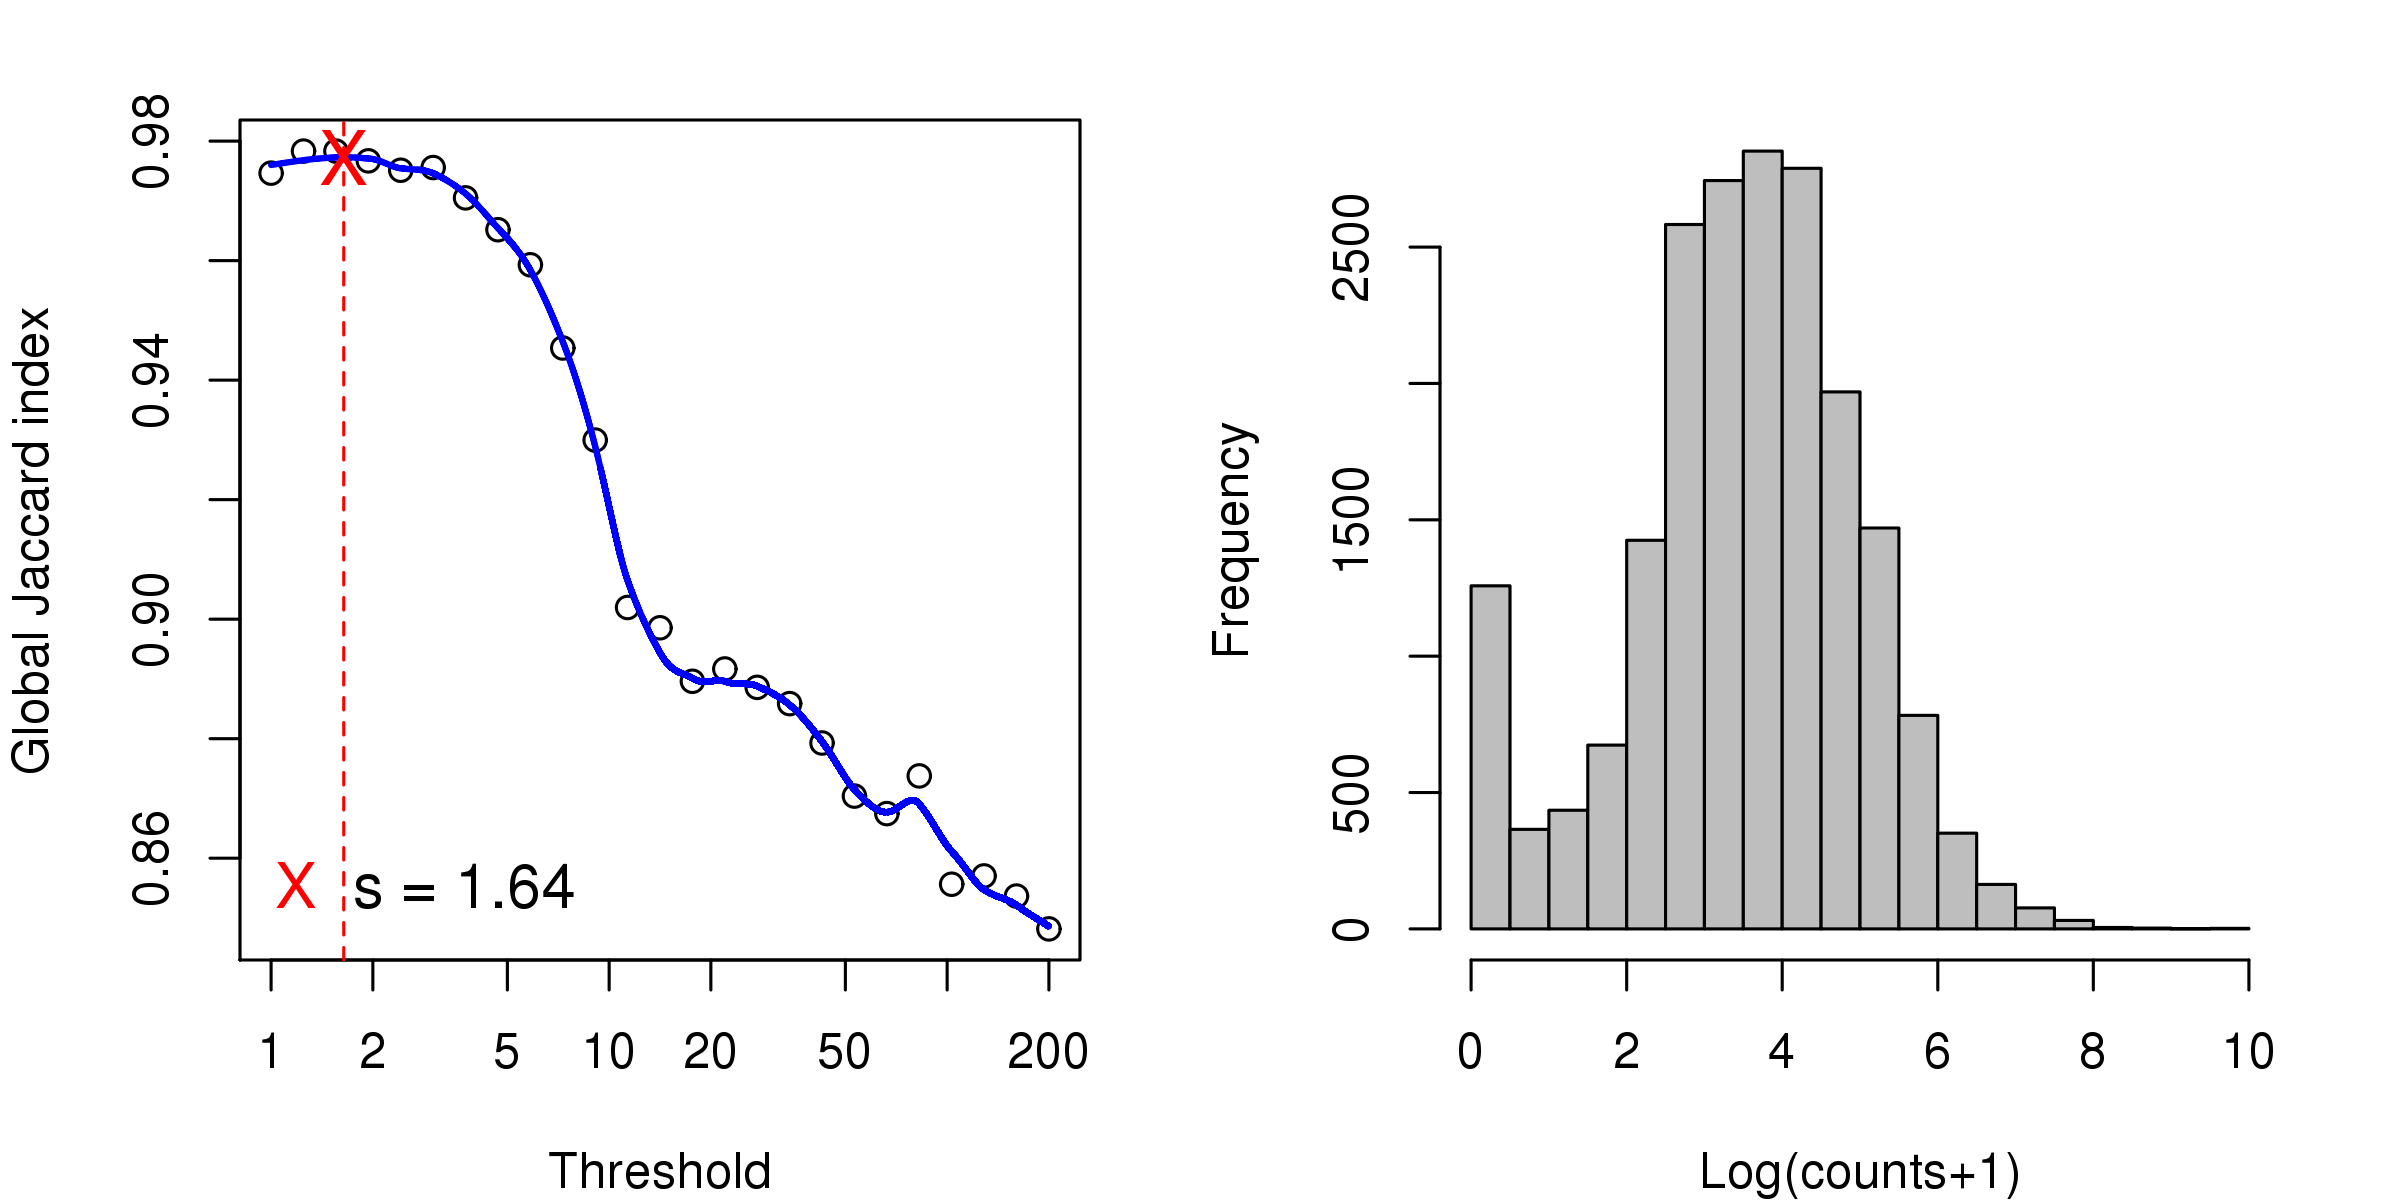 Global Jaccard index
0.98
0.94
0.90
0.86
X
X s = 1.64
1 2 5 10 20 50 200
Threshold
Frequency
2500
1500
500
0
0 2 4 6 8 10
Log(counts+1)